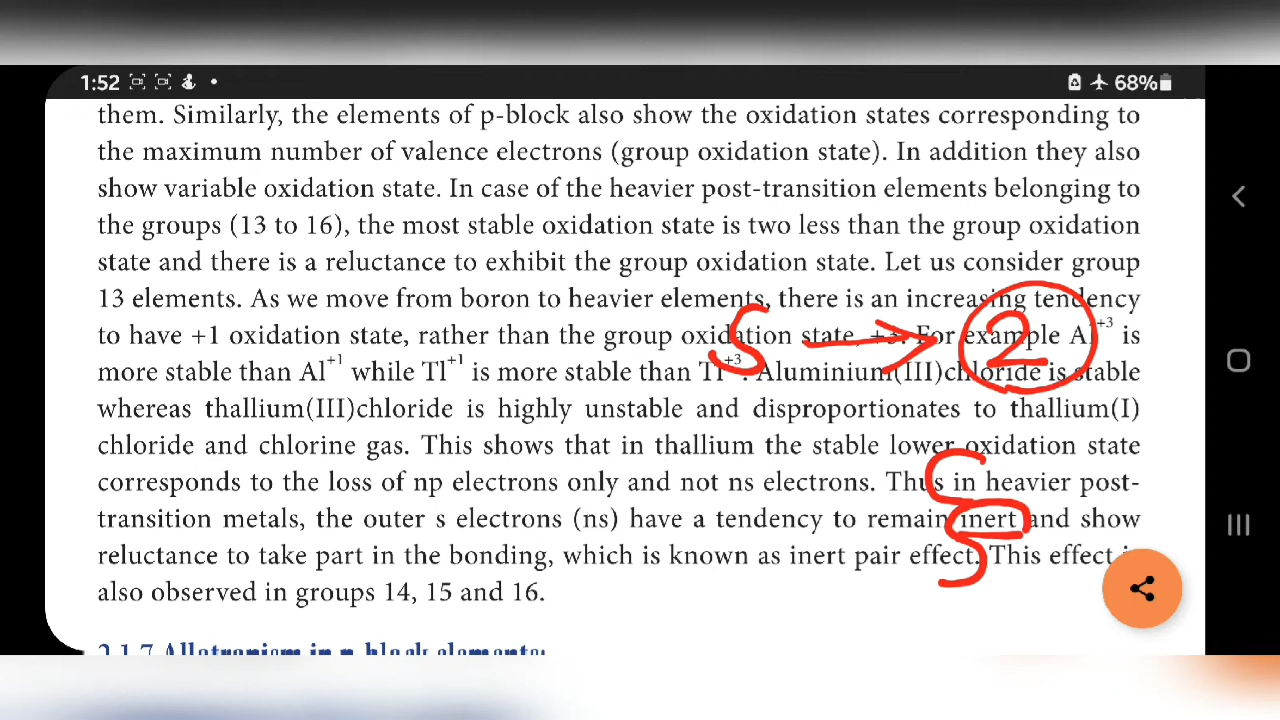 1:52 68%
them. Similarly, the elements of p-block also show the oxidation states corresponding to
the maximum number of valence electrons (group oxidation state). In addition they also
show variable oxidation state. In case of the heavier post-transition elements belonging to
the groups (13 to 16), the most stable oxidation state is two less than the group oxidation
state and there is a reluctance to exhibit the group oxidation state. Let us consider group
13 elements. As we move from boron to heavier elements, there is an increasing tendency
to have +1 oxidation state, rather than the group oxidation state, +3. For example Al+3 is
more stable than Al+1 while Tl+1 is more stable than Tl+3. Aluminium(III)chloride is stable
whereas thallium(III)chloride is highly unstable and disproportionates to thallium(I)
chloride and chlorine gas. This shows that in thallium the stable lower oxidation state
corresponds to the loss of np electrons only and not ns electrons. Thus in heavier post-
transition metals, the outer s electrons (ns) have a tendency to remain inert and show
reluctance to take part in the bonding, which is known as inert pair effect. This effect is
also observed in groups 14, 15 and 16.
2.1.7 Allotropism in p-block elements:
S → 2